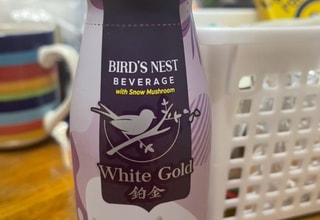 BIRD'S NEST
BEVERAGE
with Snow Mushroom
White Gold
鉑金